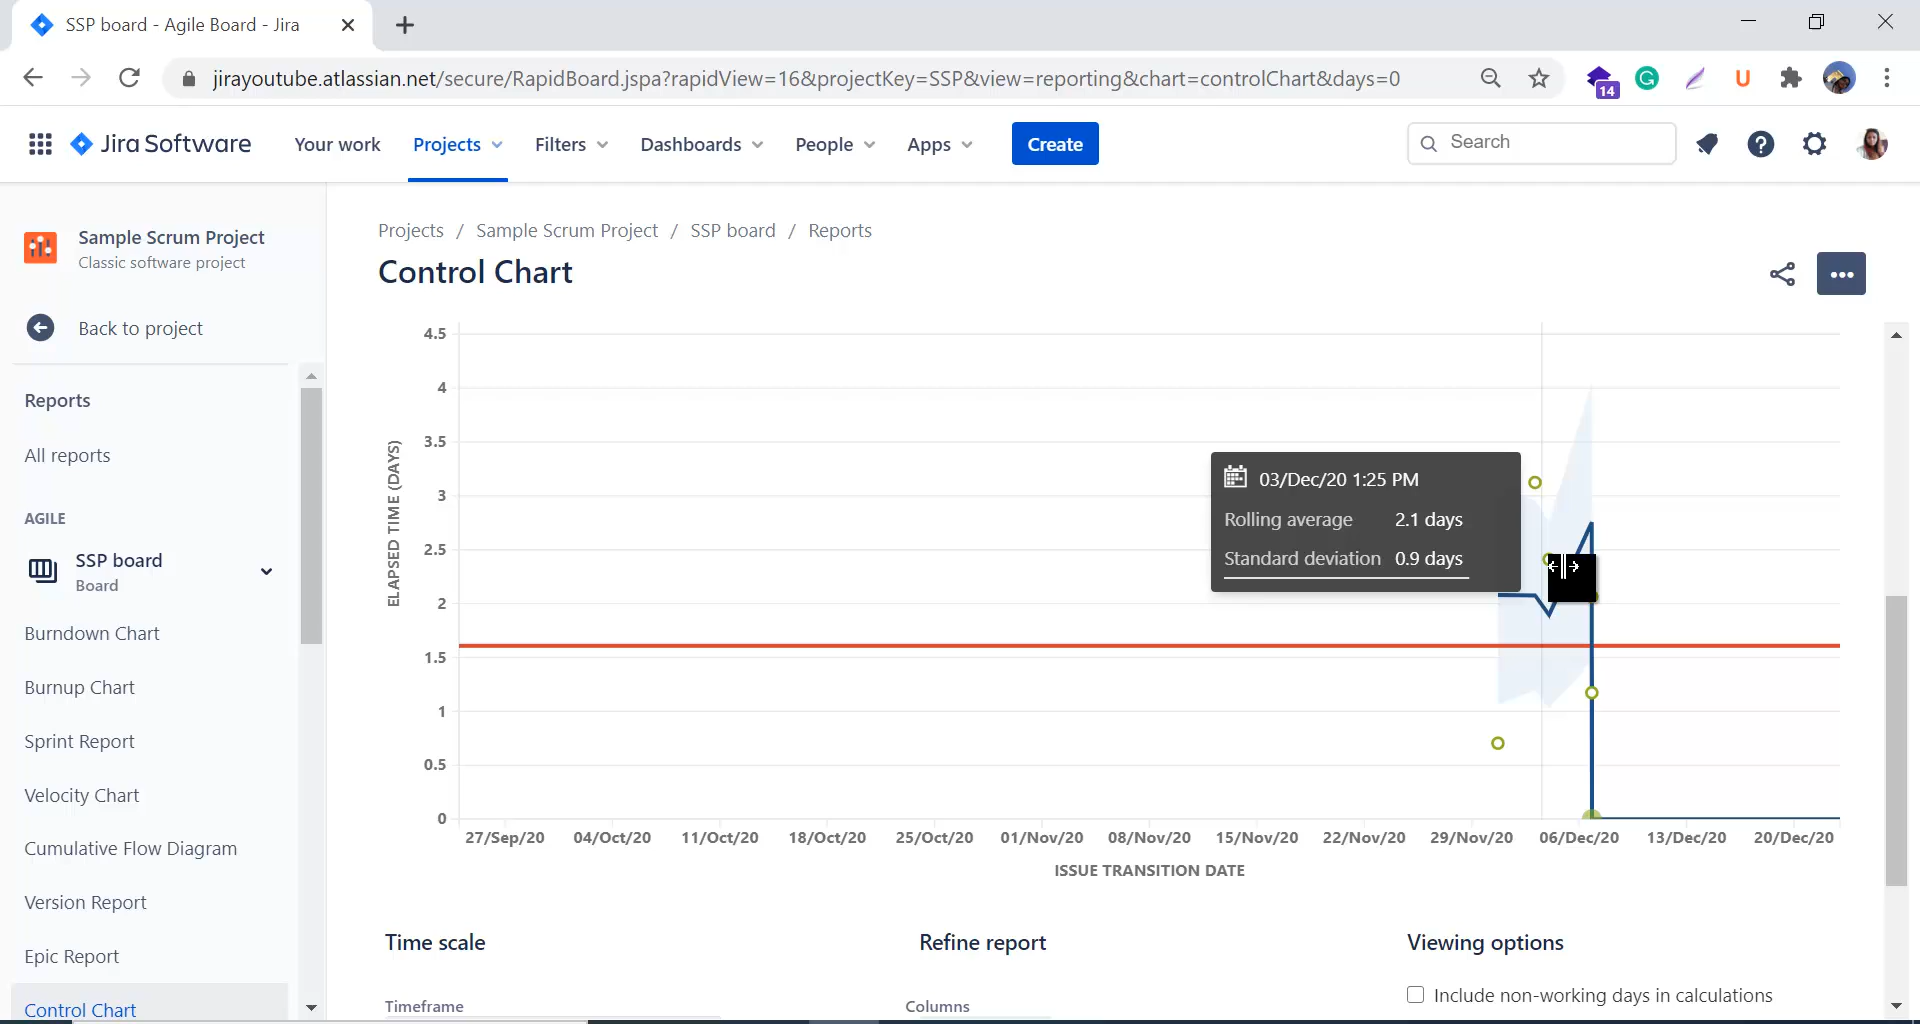 SSP board - Agile Board - Jira
jirayoutube.atlassian.net/secure/RapidBoard.jspa?rapidView=16&projectKey=SSP&view=reporting&chart=controlChart&days=0
G
U
14
Jira Software
Your work
Projects
Filters
Dashboards
People
Apps
Create
Search
Sample Scrum Project
Classic software project
Back to project
Reports
All reports
AGILE
SSP board
Board
Burndown Chart
Burnup Chart
Sprint Report
Velocity Chart
Cumulative Flow Diagram
Version Report
Epic Report
Control Chart
Projects / Sample Scrum Project / SSP board / Reports
Control Chart
4.5
4
3.5
3
2.5
2
1.5
1
0.5
0
ELAPSED TIME (DAYS)
03/Dec/20 1:25 PM
Rolling average 2.1 days
Standard deviation 0.9 days
27/Sep/20 04/Oct/20 11/Oct/20 18/Oct/20 25/Oct/20 01/Nov/20 08/Nov/20 15/Nov/20 22/Nov/20 29/Nov/20 06/Dec/20 13/Dec/20 20/Dec/20
ISSUE TRANSITION DATE
Time scale
Timeframe
Refine report
Columns
Viewing options
Include non-working days in calculations